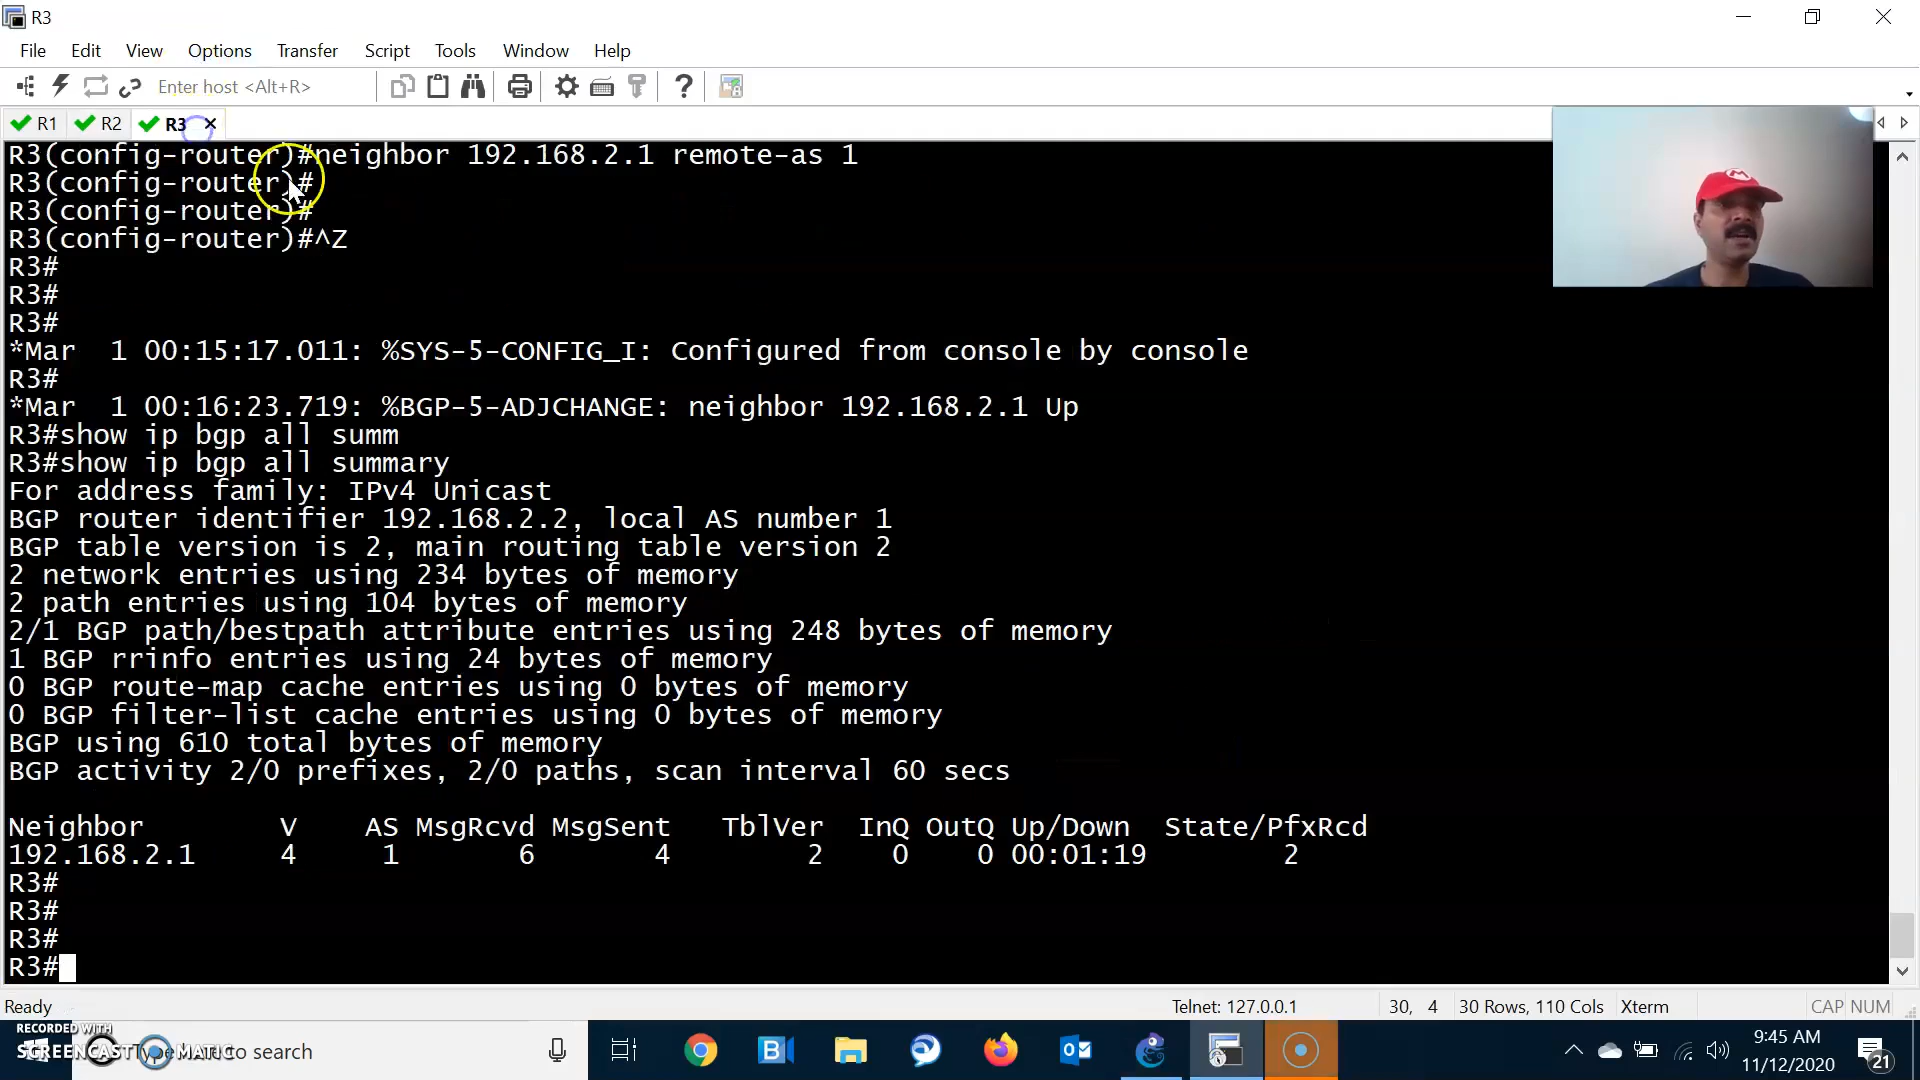 R3
File Edit View Options Transfer Script Tools Window Help
Enter host <Alt+R>
R1 R2 R3
R3(config-router)#neighbor 192.168.2.1 remote-as 1
R3(config-router)#
R3(config-router)#
R3(config-router)#^Z
R3#
R3#
R3#
*Mar  1 00:15:17.011: %SYS-5-CONFIG_I: Configured from console by console
R3#
*Mar  1 00:16:23.719: %BGP-5-ADJCHANGE: neighbor 192.168.2.1 Up
R3#show ip bgp all summ
R3#show ip bgp all summary
For address family: IPv4 Unicast
BGP router identifier 192.168.2.2, local AS number 1
BGP table version is 2, main routing table version 2
2 network entries using 234 bytes of memory
2 path entries using 104 bytes of memory
2/1 BGP path/bestpath attribute entries using 248 bytes of memory
1 BGP rrinfo entries using 24 bytes of memory
0 BGP route-map cache entries using 0 bytes of memory
0 BGP filter-list cache entries using 0 bytes of memory
BGP using 610 total bytes of memory
BGP activity 2/0 prefixes, 2/0 paths, scan interval 60 secs
Neighbor V AS MsgRcvd MsgSent TblVer InQ OutQ Up/Down State/PfxRcd
192.168.2.1 4 1 6 4 2 0 0 00:01:19 2
R3#
R3#
R3#
R3#
Ready Telnet: 127.0.0.1 30, 4 30 Rows, 110 Cols Xterm CAP NUM
RECORDED WITH
SCREENCAST MATIC
to search
9:45 AM
11/12/2020
21